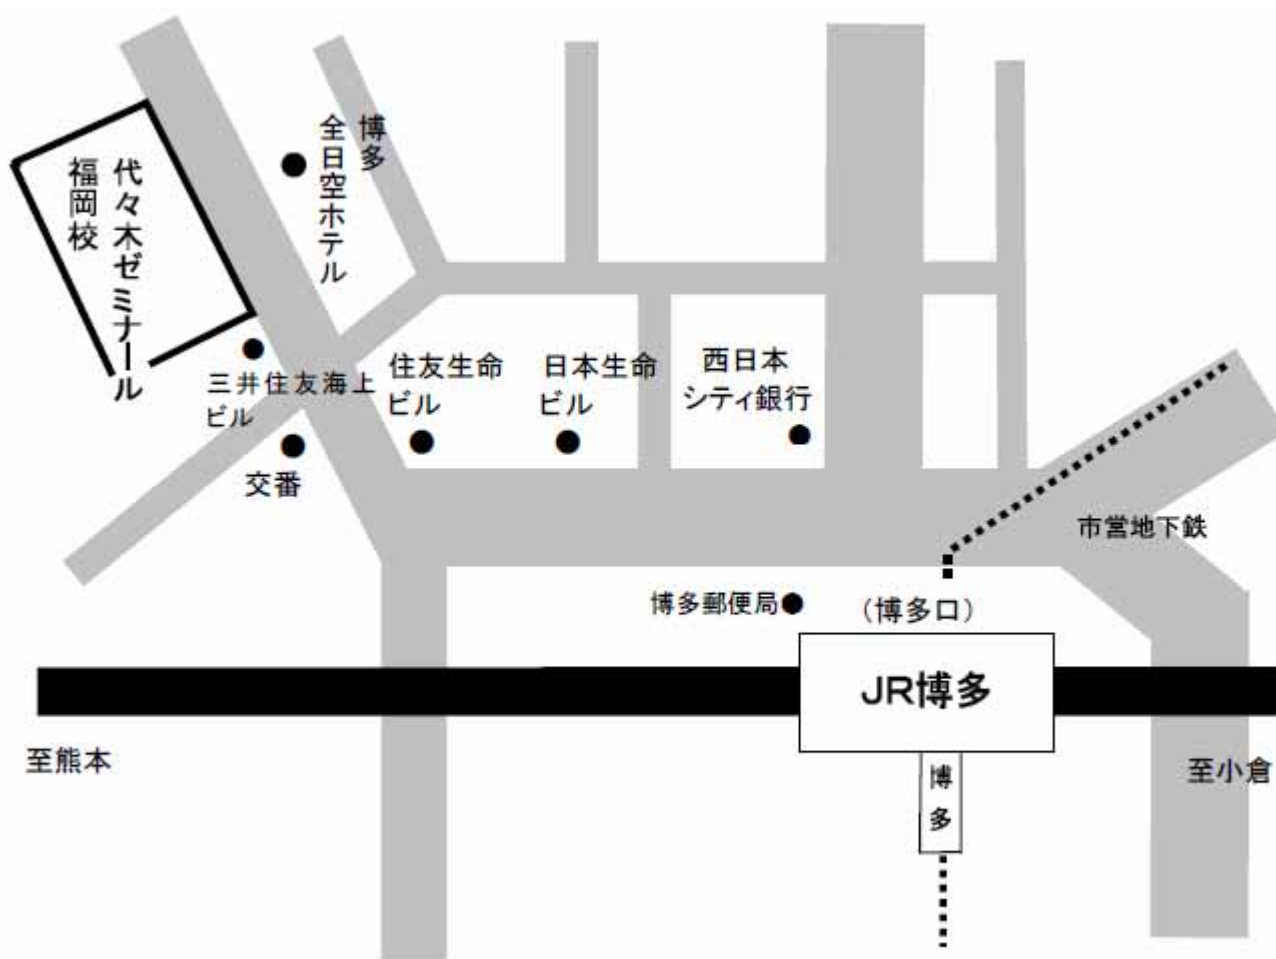 代々木ゼミナール
福岡校
博多
全日空ホテル
三井住友海上
ビル
交番
住友生命
ビル
日本生命
ビル
西日本
シティ銀行
市営地下鉄
博多郵便局
(博多口)
JR博多
博多
至熊本
至小倉